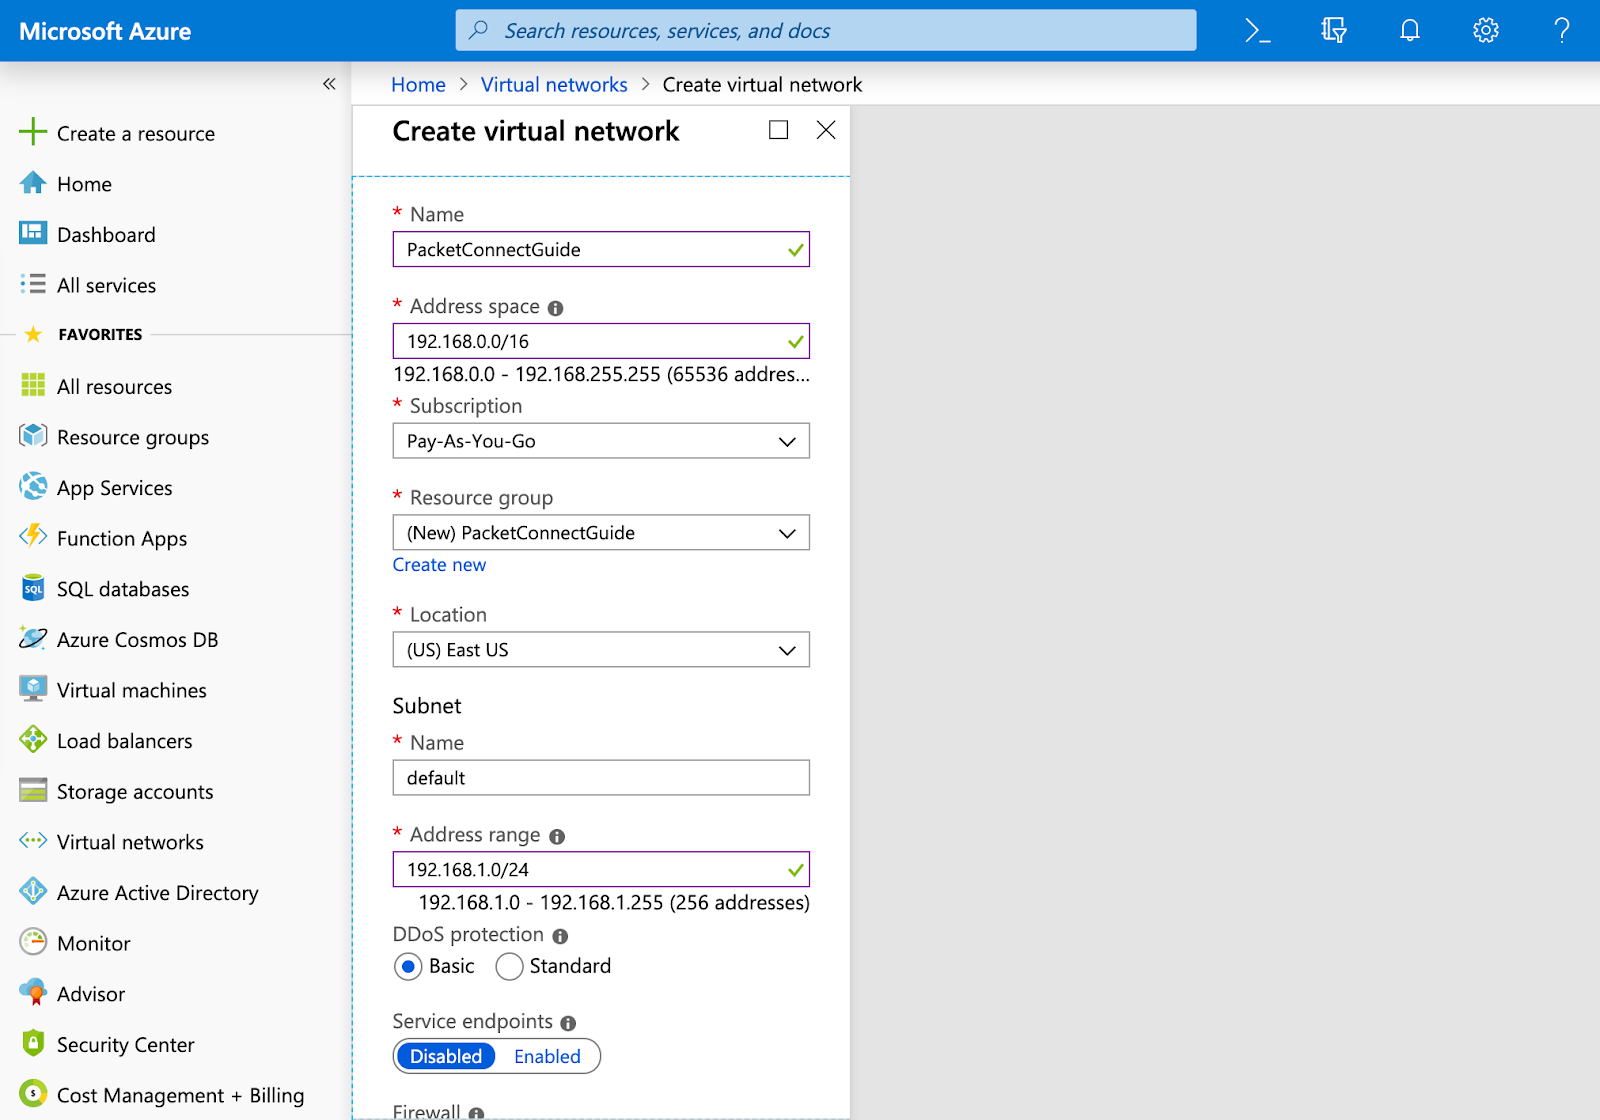 Microsoft Azure
Search resources, services, and docs
Home > Virtual networks > Create virtual network
Create a resource
Home
Dashboard
All services
FAVORITES
All resources
Resource groups
App Services
Function Apps
SQL databases
Azure Cosmos DB
Virtual machines
Load balancers
Storage accounts
Virtual networks
Azure Active Directory
Monitor
Advisor
Security Center
Cost Management + Billing
Create virtual network
* Name
PacketConnectGuide
* Address space
192.168.0.0/16
192.168.0.0 - 192.168.255.255 (65536 addres...
* Subscription
Pay-As-You-Go
* Resource group
(New) PacketConnectGuide
Create new
* Location
(US) East US
Subnet
* Name
default
* Address range
192.168.1.0/24
192.168.1.0 - 192.168.1.255 (256 addresses)
DDoS protection
Basic Standard
Service endpoints
Disabled Enabled
Firewall